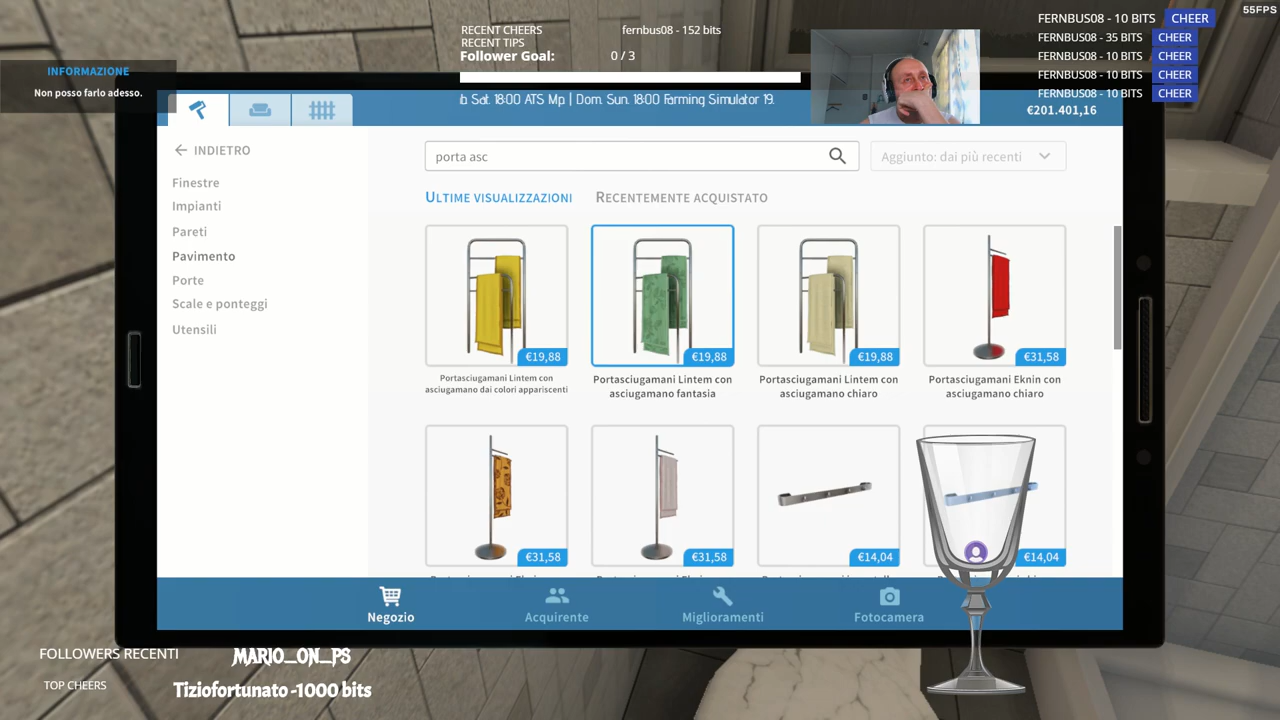 55FPS
RECENT CHEERS
fernbus08 - 152 bits
RECENT TIPS
Follower Goal:
0 / 3
FERNBUS08 - 10 BITS CHEER
FERNBUS08 - 35 BITS CHEER
FERNBUS08 - 10 BITS CHEER
FERNBUS08 - 10 BITS CHEER
FERNBUS08 - 10 BITS CHEER
INFORMAZIONE
Non posso farlo adesso.
Sat. 18:00 ATS Mp | Dom. Sun. 18:00 Farming Simulator 19.
€201.401,16
INDIETRO
Finestre
Impianti
Pareti
Pavimento
Porte
Scale e ponteggi
Utensili
porta asc
Aggiunto: dai più recenti
ULTIME VISUALIZZAZIONI
RECENTEMENTE ACQUISTATO
€19,88
€19,88
€19,88
€31,58
Portasciugamani Lintem con
asciugamano dai colori appariscenti
Portasciugamani Lintem con
asciugamano fantasia
Portasciugamani Lintem con
asciugamano chiaro
Portasciugamani Eknin con
asciugamano chiaro
€31,58
€31,58
€14,04
€14,04
Negozio
Acquirente
Miglioramenti
Fotocamera
FOLLOWERS RECENTI
MARIO_ON_PS
TOP CHEERS
Tiziofortunato -1000 bits